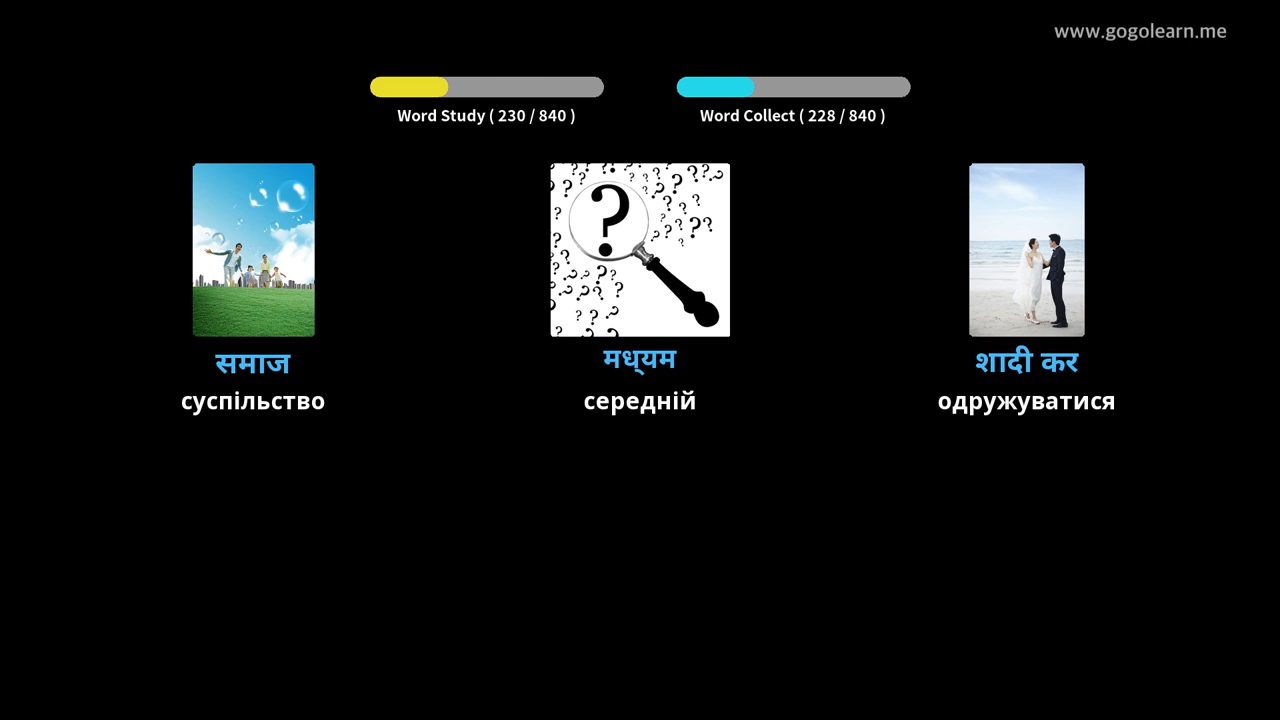 www.gogolearn.me
Word Study ( 230 / 840 )
Word Collect ( 228 / 840 )
समाज
मध्यम
शादी कर
суспільство
середній
одружуватися